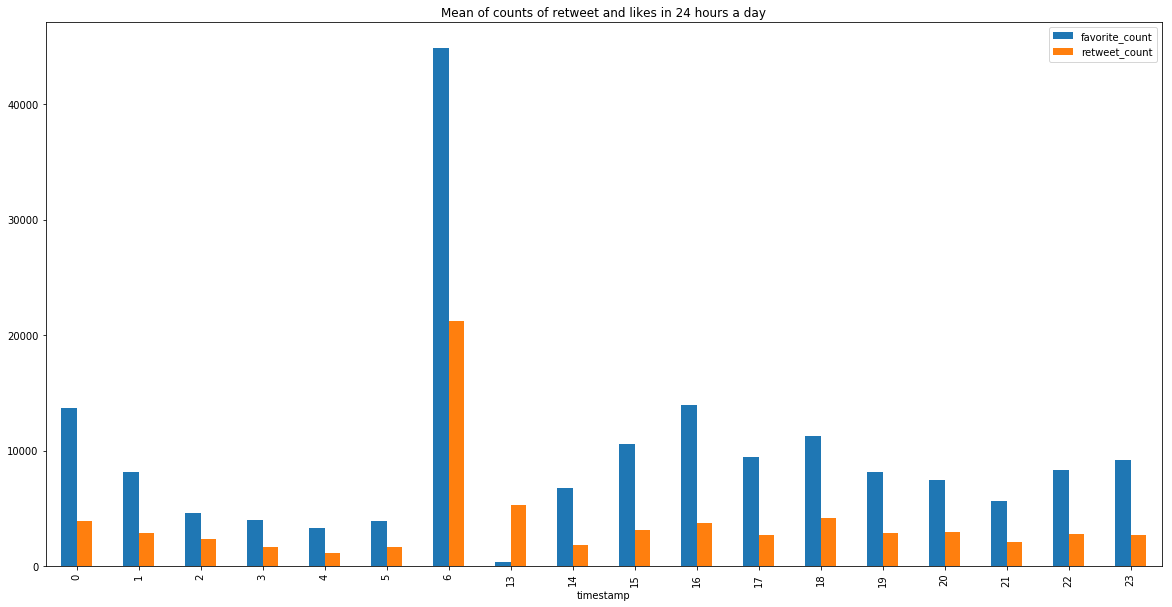 Mean of counts of retweet and likes in 24 hours a day
favorite_count
retweet_count
40000
30000
20000
10000
0
0 1 2 3 4 5 6 13 14 15 16 17 18 19 20 21 22 23
timestamp